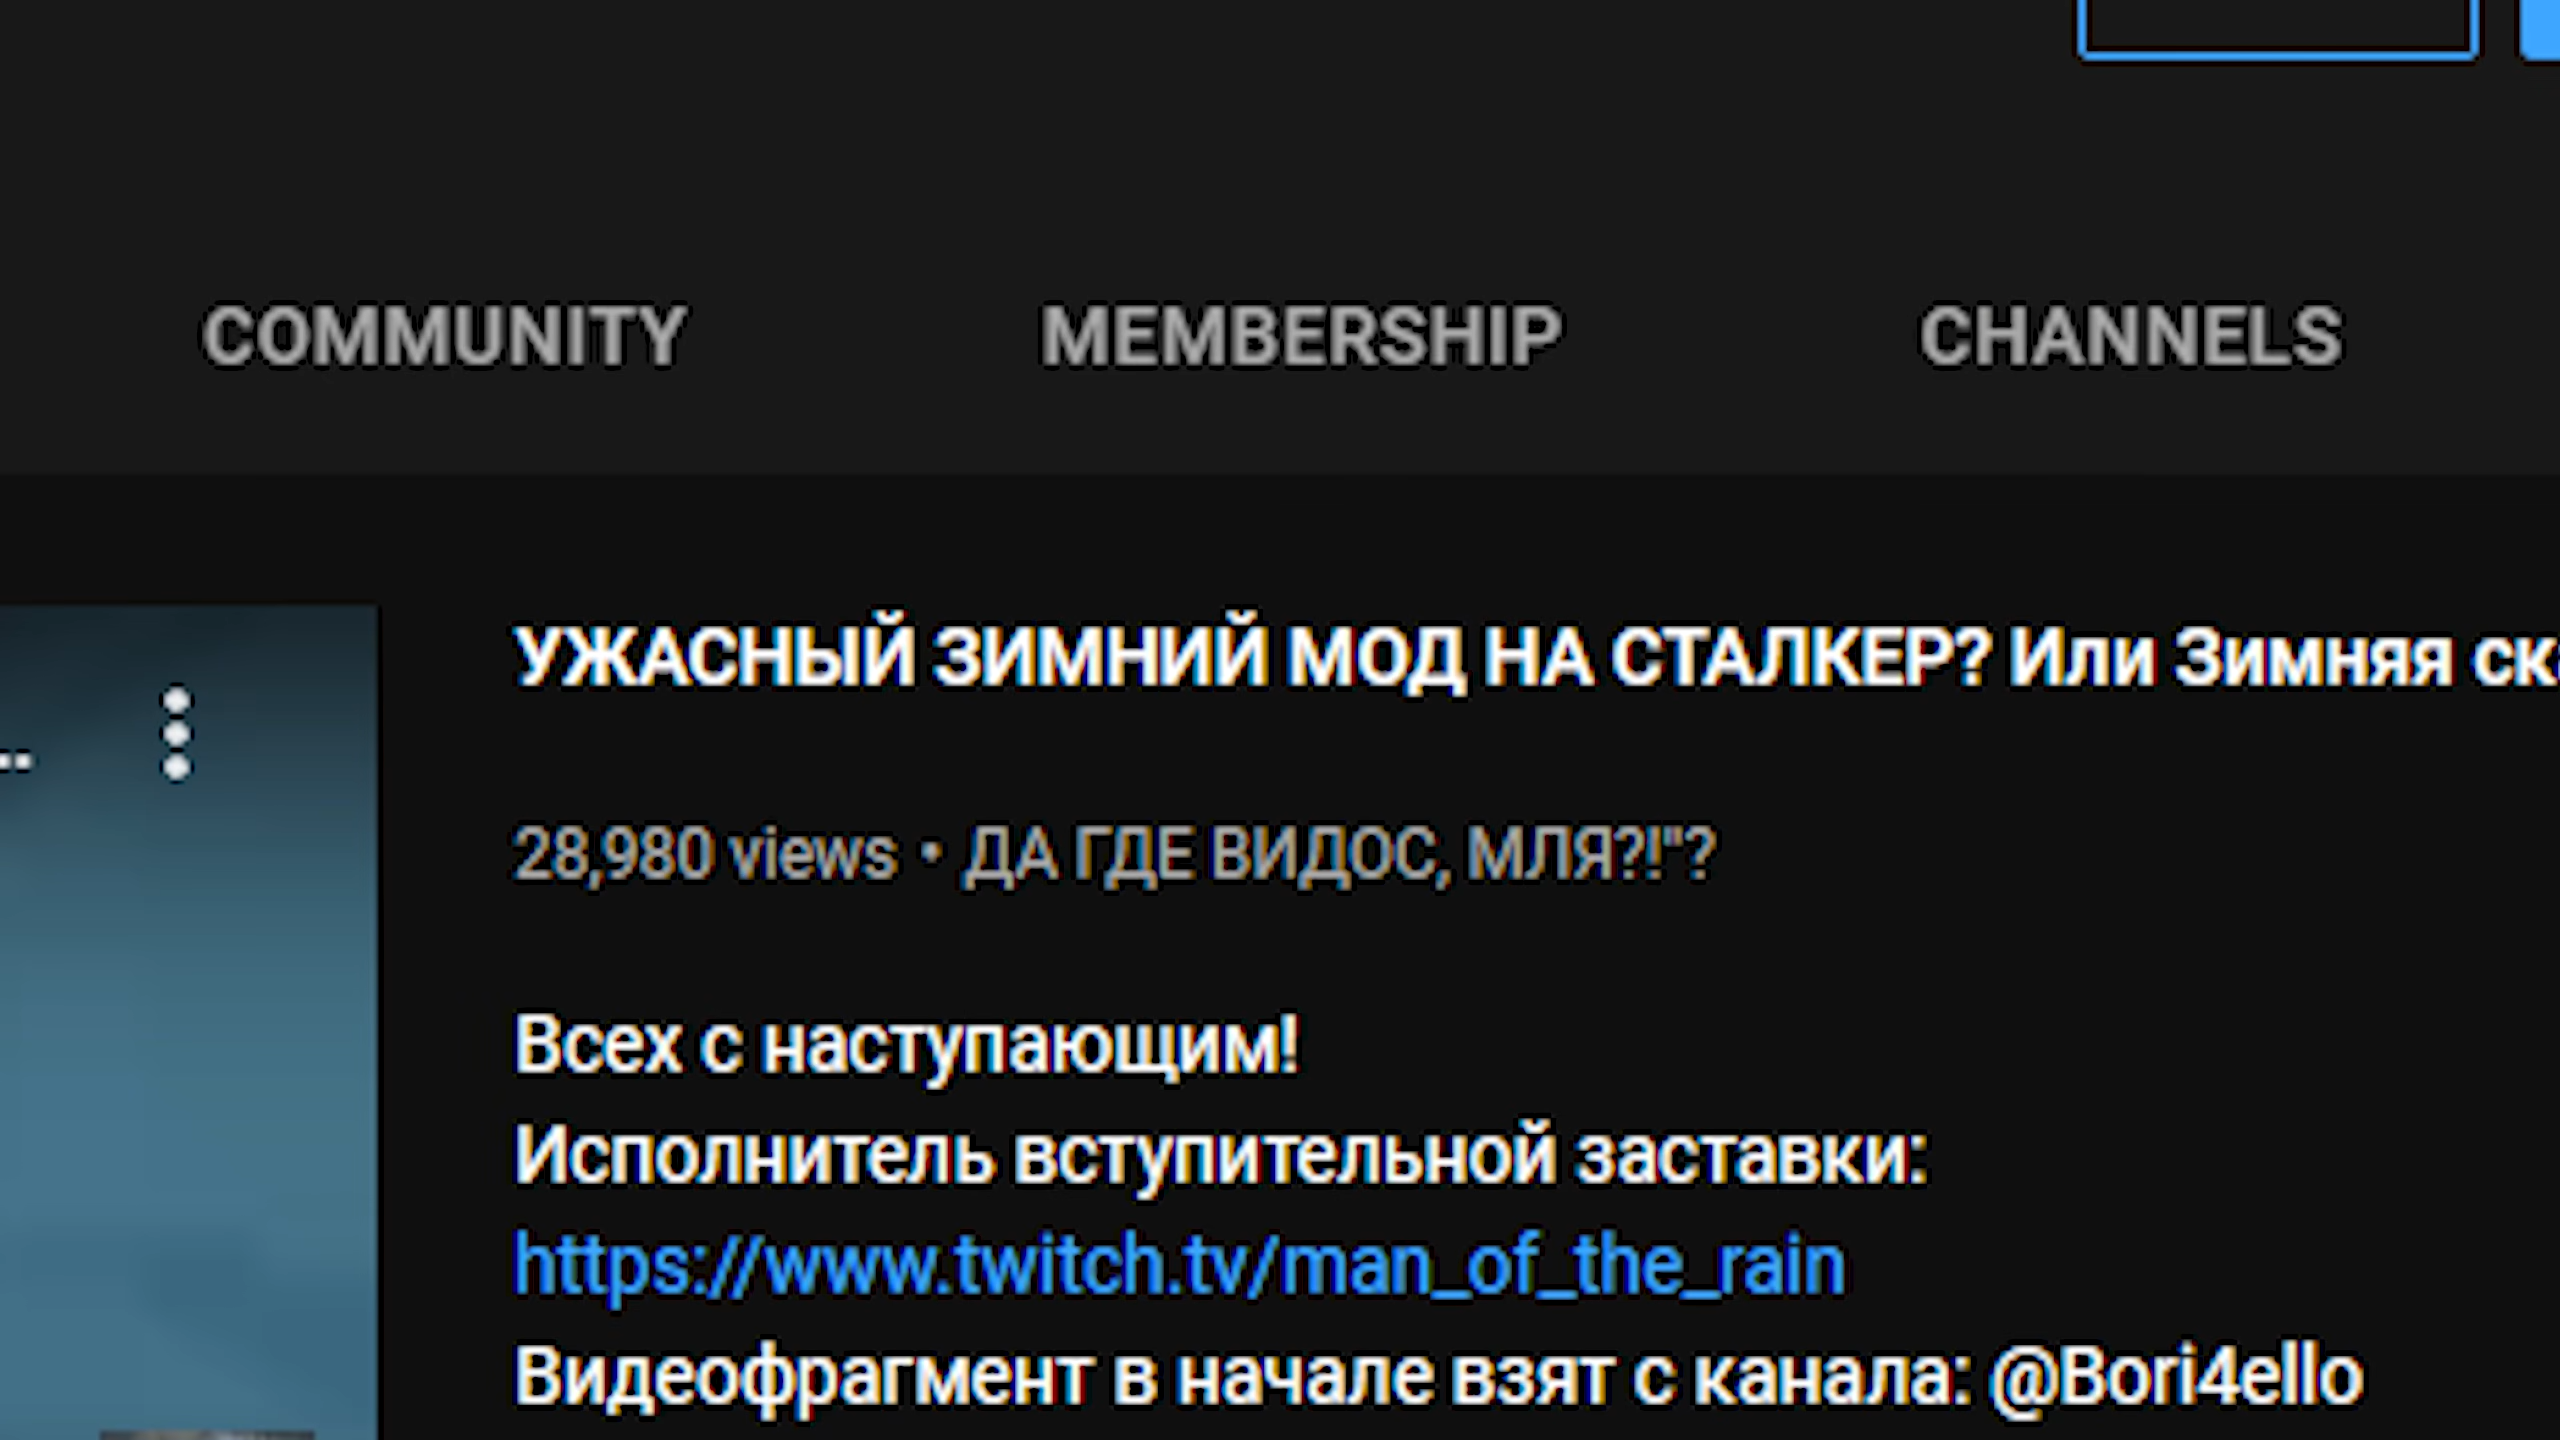 COMMUNITY MEMBERSHIP CHANNELS
УЖАСНЫЙ ЗИМНИЙ МОД НА СТАЛКЕР? Или Зимняя
28,980 views • ДА ГДЕ ВИДОС, МЛЯ?!"?
Всех с наступающим!
Исполнитель вступительной заставки:
https://www.twitch.tv/man_of_the_rain
Видеофрагмент в начале взят с канала: @Bori4ello